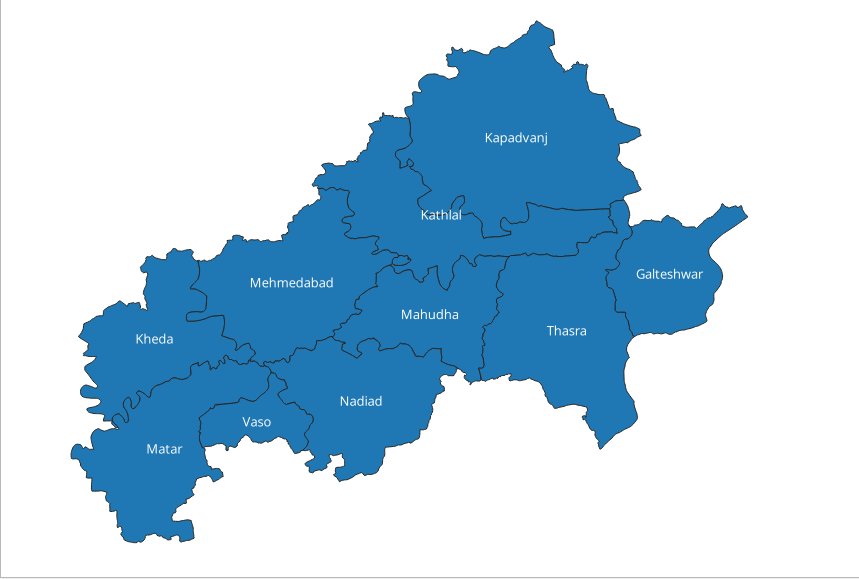 Kapadvanj
Kathlal
Galteshwar
Mehmedabad
Mahudha
Thasra
Kheda
Nadiad
Vaso
Matar